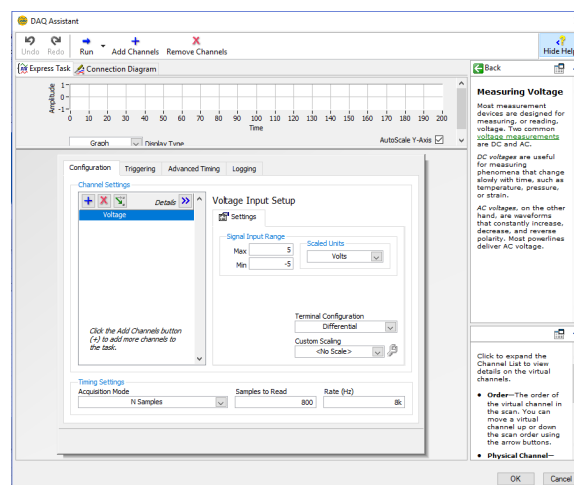 DAQ Assistant
Undo Redo Run Add Channels Remove Channels Hide Help
Express Task Connection Diagram
Amplitude
1
0
-1
0 10 20 30 40 50 60 70 80 90 100 110 120 130 140 150 160 170 180 190 200
Time
Graph Display Type AutoScale Y-Axis
Configuration Triggering Advanced Timing Logging
Channel Settings
Details
Voltage
Click the Add Channels button
(+) to add more channels to
the task.
Voltage Input Setup
Settings
Signal Input Range
Max 5
Min -5
Scaled Units
Volts
Terminal Configuration
Differential
Custom Scaling
<No Scale>
Timing Settings
Acquisition Mode Samples to Read Rate (Hz)
N Samples 800 8k
Back
Measuring Voltage
Most measurement
devices are designed for
measuring, or reading,
voltage. Two common
voltage measurements
are DC and AC.
DC voltages are useful
for measuring
phenomena that change
slowly with time, such as
temperature, pressure,
or strain.
AC voltages, on the other
hand, are waveforms
that constantly increase,
decrease, and reverse
polarity. Most powerlines
deliver AC voltage.
Click to expand the
Channel List to view
details on the virtual
channels.
• Order—The order of
the virtual channel in
the scan. You can
move a virtual
channel up or down
the scan order using
the arrow buttons.
• Physical Channel—
OK Cancel